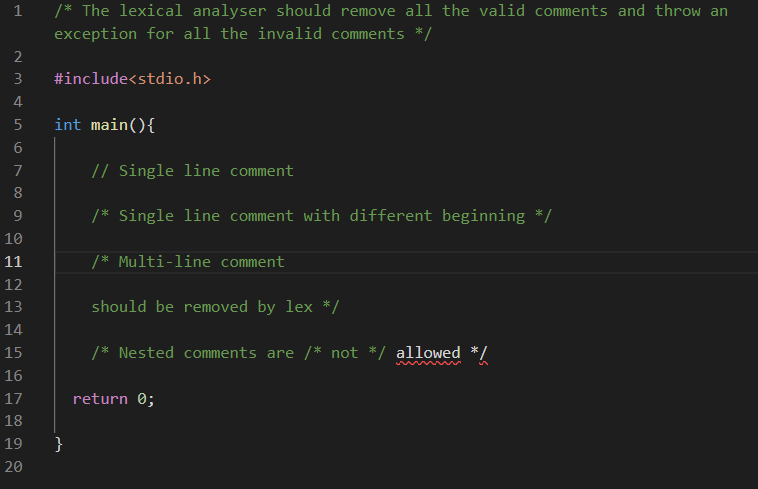 1 /* The lexical analyser should remove all the valid comments and throw an
exception for all the invalid comments */
2
3 #include<stdio.h>
4
5 int main(){
6
7 // Single line comment
8
9 /* Single line comment with different beginning */
10
11 /* Multi-line comment
12
13 should be removed by lex */
14
15 /* Nested comments are /* not */ allowed */
16
17 return 0;
18
19 }
20